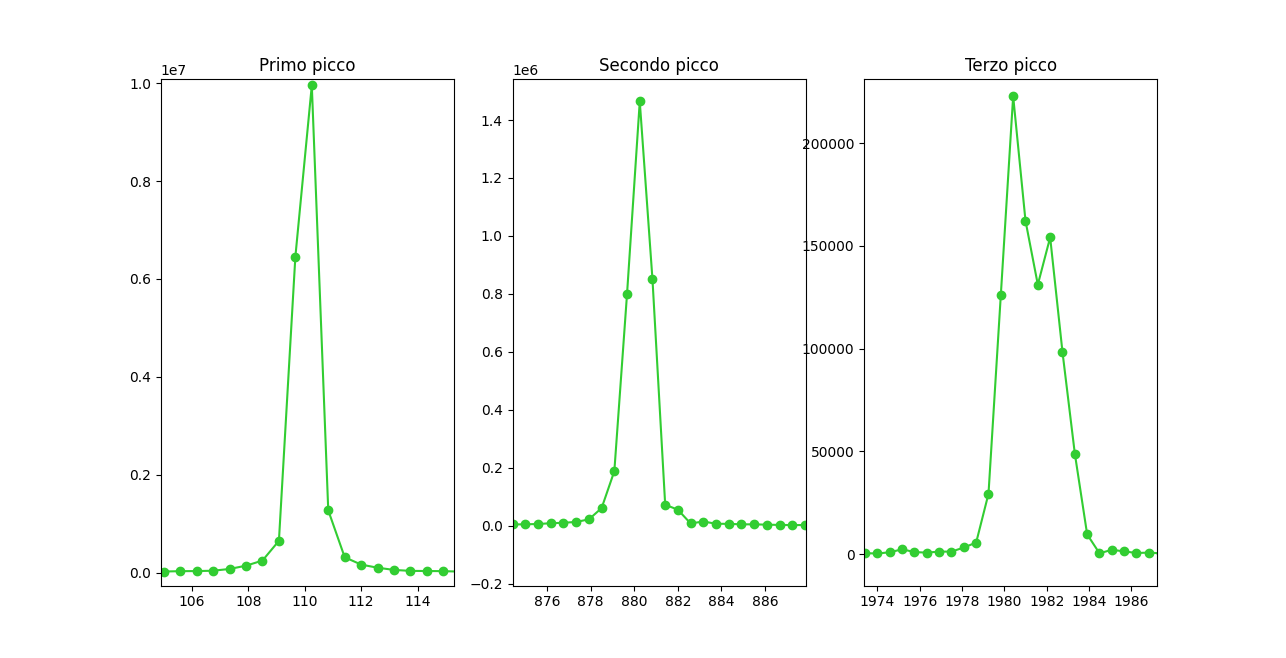 Primo picco
1e7
1.0
0.8
0.6
0.4
0.2
0.0
106 108 110 112 114
Secondo picco
1e6
1.4
1.2
1.0
0.8
0.6
0.4
0.2
0.0
−0.2
876 878 880 882 884 886
Terzo picco
200000
150000
100000
50000
0
1974 1976 1978 1980 1982 1984 1986